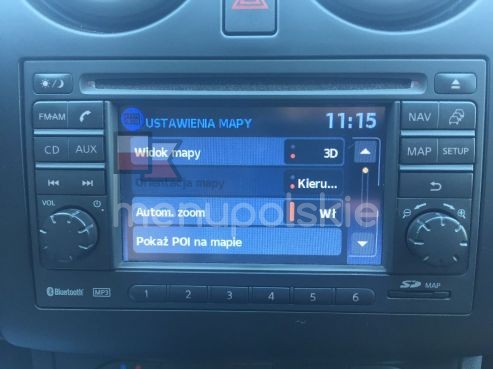 FM•AM
CD AUX
VOL
USTAWIENIA MAPY 11:15
Widok mapy 3D
Orientacja mapy Kieru...
Autom. zoom Wł
Pokaż POI na mapie
menupolskie
NAV
MAP SETUP
Bluetooth MP3
1 2 3 4 5 6
SD MAP